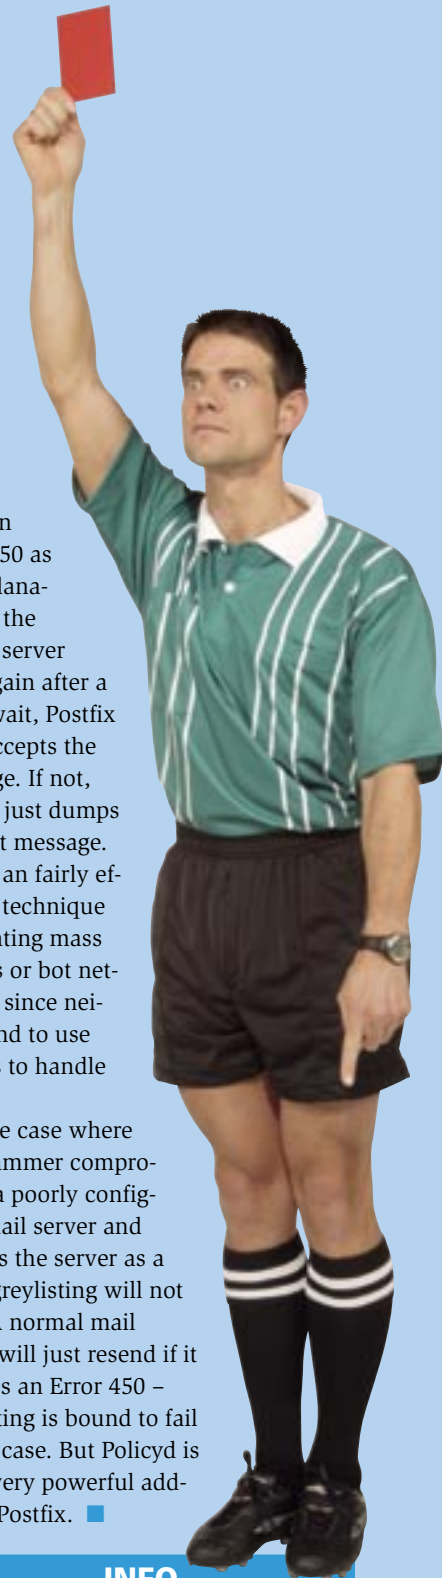 n
50 as
lana-
the
server
gain after a
wait, Postfix
ccepts the
ge. If not,
just dumps
t message.
an fairly ef-
technique
ating mass
s or bot net-
since nei-
nd to use
s to handle
e case where
ammer compro-
a poorly config-
ail server and
s the server as a
greylisting will not
A normal mail
will just resend if it
s an Error 450 –
ting is bound to fail
case. But Policyd is
very powerful add-
Postfix. ■
INFO